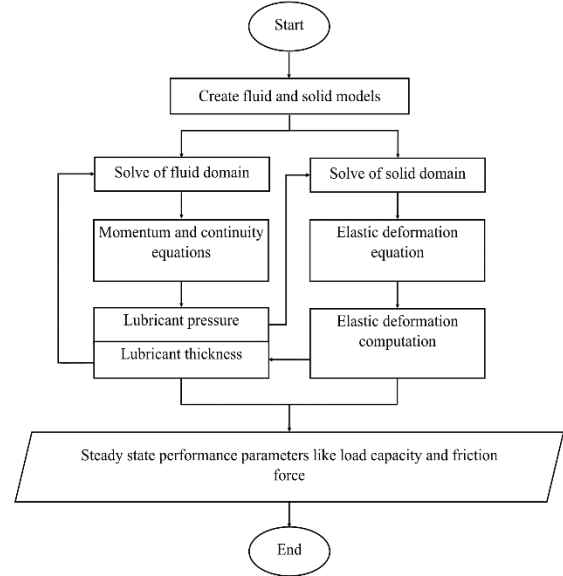 Start
Create fluid and solid models
Solve of fluid domain
Solve of solid domain
Momentum and continuity
equations
Elastic deformation
equation
Lubricant pressure
Lubricant thickness
Elastic deformation
computation
Steady state performance parameters like load capacity and friction
force
End